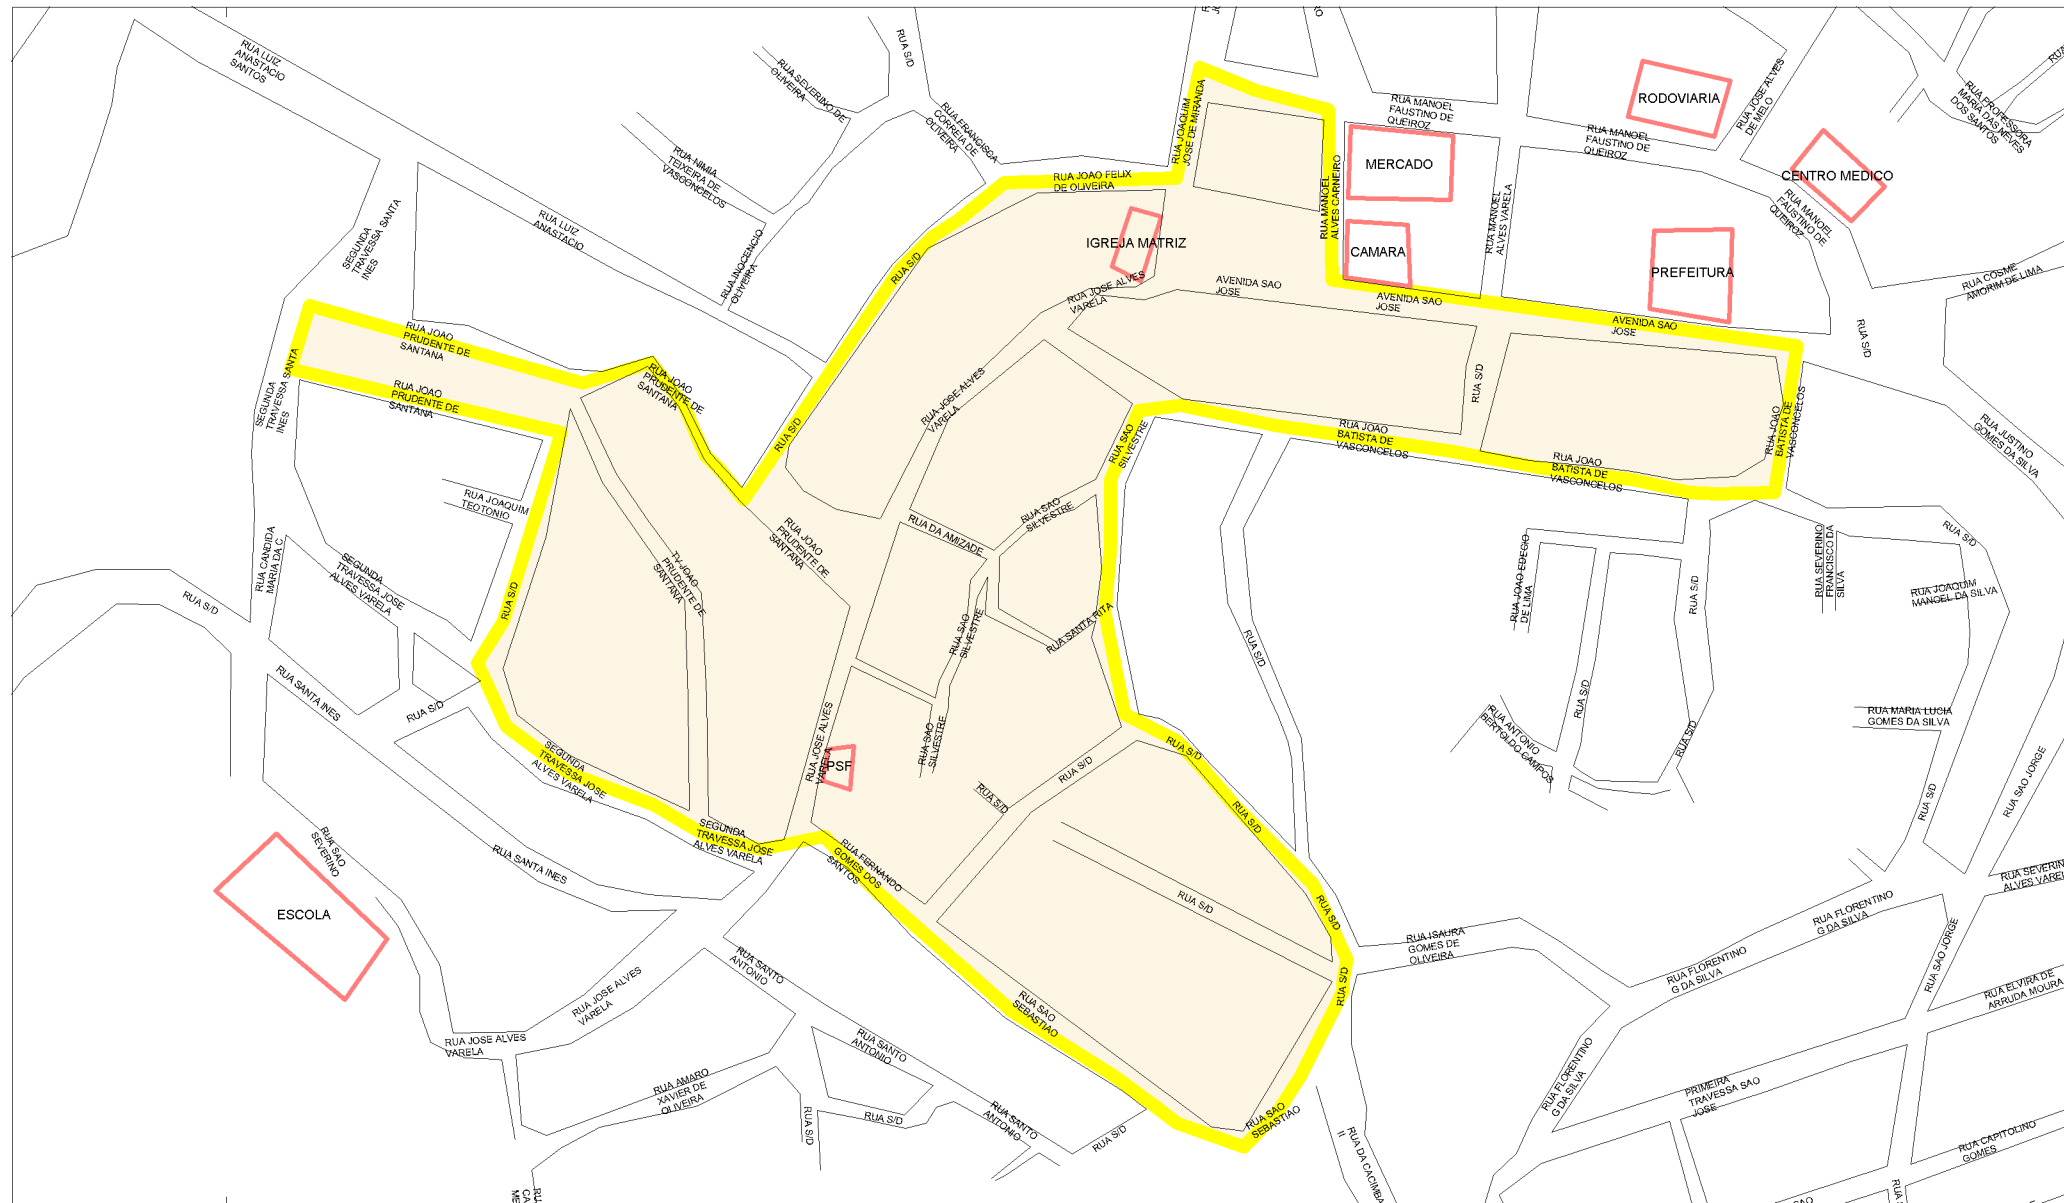 RUA LUIZ
ANASTACIO
SANTOS
RUA S/D
RUA SEVERINO DE
OLIVEIRA
RUA FRANCISCA
CORREIA DE
OLIVEIRA
RUA NIMIA
TEIXEIRA DE
VASCONCELOS
RUA LUIZ
ANASTACIO
RUA INOCENCIO
OLIVEIRA
SEGUNDA
TRAVESSA SANTA
INES
RUA JOAQUIM
JOSE DE MIRANDA
RUA JOAO FELIX
DE OLIVEIRA
RUA MANOEL
ALVES CARNEIRO
RUA MANOEL
FAUSTINO DE
QUEIROZ
MERCADO
CAMARA
RUA MANOEL
ALVES VARELA
RODOVIARIA
RUA MANOEL
FAUSTINO DE
QUEIROZ
RUA JOSE ALVES
DE MELO
CENTRO MEDICO
RUA MANOEL
FAUSTINO DE
QUEIROZ
RUA PROFESSORA
MARIA DAS NEVES
DOS SANTOS
PREFEITURA
RUA COSME
AMORIM DE LIMA
RUA S/D
IGREJA MATRIZ
RUA JOSE ALVES
VARELA
AVENIDA SAO
JOSE
AVENIDA SAO
JOSE
AVENIDA SAO
JOSE
RUA S/D
RUA JOAO
PRUDENTE DE
SANTANA
RUA JOAO
PRUDENTE DE
SANTANA
RUA JOAO
PRUDENTE DE
SANTANA
SEGUNDA
TRAVESSA SANTA
INES
RUA S/D
RUA JOSE ALVES
VARELA
RUA SAO
SILVESTRE
RUA JOAO
BATISTA DE
VASCONCELOS
RUA S/D
RUA JOAO
BATISTA DE
VASCONCELOS
RUA JOAO
BATISTA DE
VASCONCELOS
RUA JUSTINO
GOMES DA SILVA
RUA JOAQUIM
TEOTONIO
RUA CANDIDA
MARIA DA C
SEGUNDA
TRAVESSA JOSE
ALVES VARELA
RUA S/D
RUA S/D
TV JOAO
PRUDENTE DE
SANTANA
RUA JOAO
PRUDENTE DE
SANTANA
RUA DA AMIZADE
RUA SAO
SILVESTRE
RUA SAO
SILVESTRE
RUA SANTA RITA
RUA S/D
RUA JOAO EDECIO
DE LIMA
RUA S/D
RUA SEVERINO
FRANCISCO DA
SILVA
RUA S/D
RUA JOAQUIM
MANOEL DA SILVA
RUA SANTA INES
RUA S/D
SEGUNDA
TRAVESSA JOSE
ALVES VARELA
RUA JOSE ALVES
VARELA
PSF
RUA SAO
SILVESTRE
RUA S/D
RUA S/D
RUA S/D
RUA S/D
RUA ANTONIO
BERTOLDO CAMPOS
RUA S/D
RUA S/D
RUA MARIA LUCIA
GOMES DA SILVA
RUA S/D
RUA SAO JORGE
SEGUNDA
TRAVESSA JOSE
ALVES VARELA
RUA SAO
SEVERINO
RUA SANTA INES
ESCOLA
RUA FERNANDO
GOMES DOS
SANTOS
RUA S/D
RUA S/D
RUA S/D
RUA ISAURA
GOMES DE
OLIVEIRA
RUA FLORENTINO
G DA SILVA
RUA FLORENTINO
G DA SILVA
RUA SEVERIN
ALVES VAREL
RUA SAO JORGE
RUA ELVIRA DE
ARRUDA MOURA
RUA SANTO
ANTONIO
RUA JOSE ALVES
VARELA
RUA JOSE ALVES
VARELA
RUA SANTO
ANTONIO
RUA SAO
SEBASTIAO
RUA AMARO
XAVIER DE
OLIVEIRA
RUA S/D
RUA S/D
RUA SANTO
ANTONIO
RUA S/D
RUA SAO
SEBASTIAO
RUA DA CACIMBA
II
RUA FLORENTINO
G DA SILVA
PRIMEIRA
TRAVESSA SAO
JOSE
RUA CAPITOLINO
GOMES